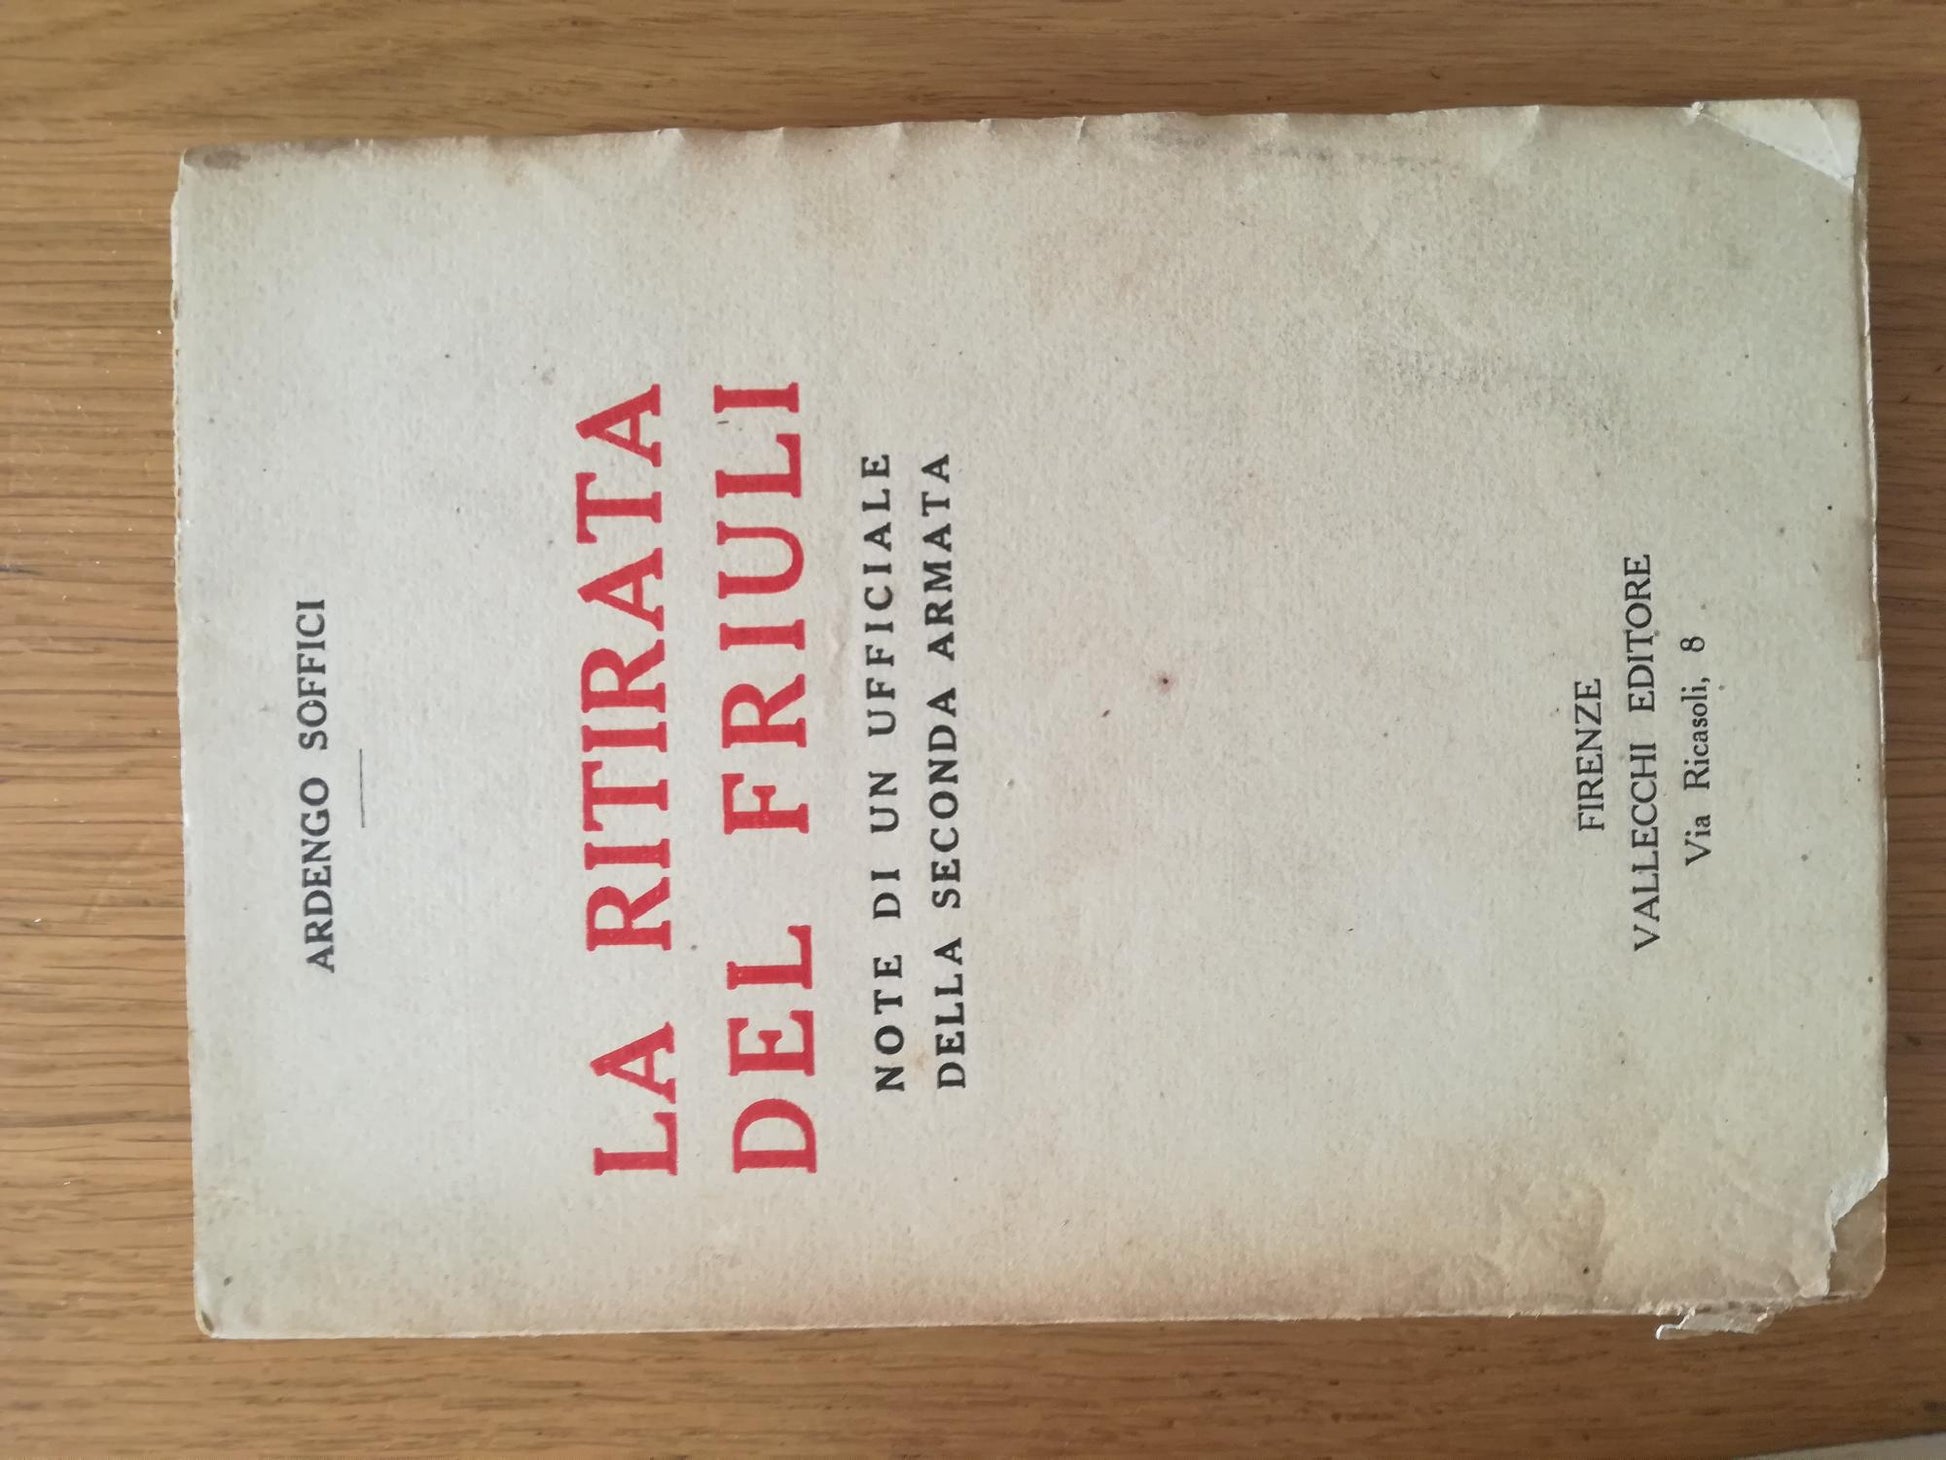 ARDENGO SOFFICI
LA RITIRATA
DEL FRIULI
NOTE DI UN UFFICIALE
DELLA SECONDA ARMATA
FIRENZE
VALLECCHI EDITORE
Via Ricasoli, 8